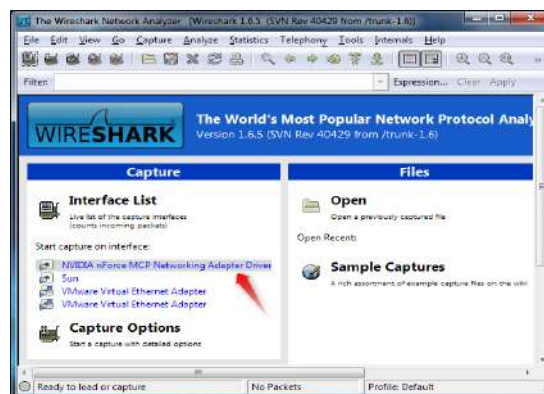 The Wireshark Network Analyzer [Wireshark 1.6.5 (SVN Rev 40429 from /trunk-1.6)]
File Edit View Go Capture Analyze Statistics Telephony Tools Internals Help
Filter: Expression... Clear Apply
WIRESHARK
The World's Most Popular Network Protocol Analy
Version 1.6.5 (SVN Rev 40429 from /trunk-1.6)
Capture
Interface List
Live list of the capture interfaces
(counts incoming packets)
Start capture on interface:
NVIDIA nForce MCP Networking Adapter Driver
Sun
VMware Virtual Ethernet Adapter
VMware Virtual Ethernet Adapter
Capture Options
Start a capture with detailed options
Files
Open
Open a previously captured file
Open Recent:
Sample Captures
A rich assortment of example capture files on the wiki
Ready to load or capture No Packets Profile: Default